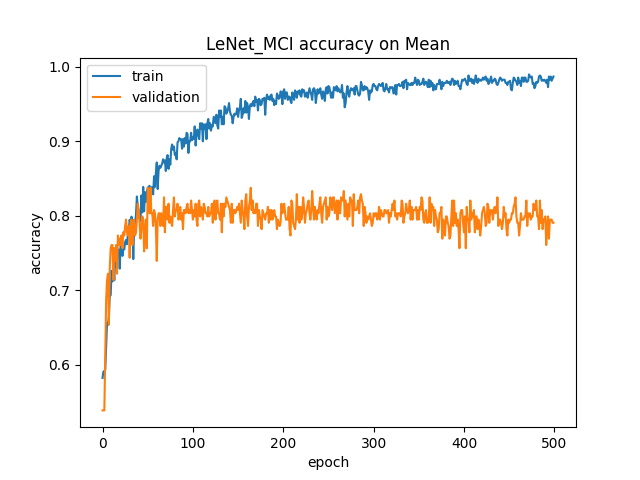 LeNet_MCI accuracy on Mean
train
validation
accuracy
1.0
0.9
0.8
0.7
0.6
0 100 200 300 400 500
epoch